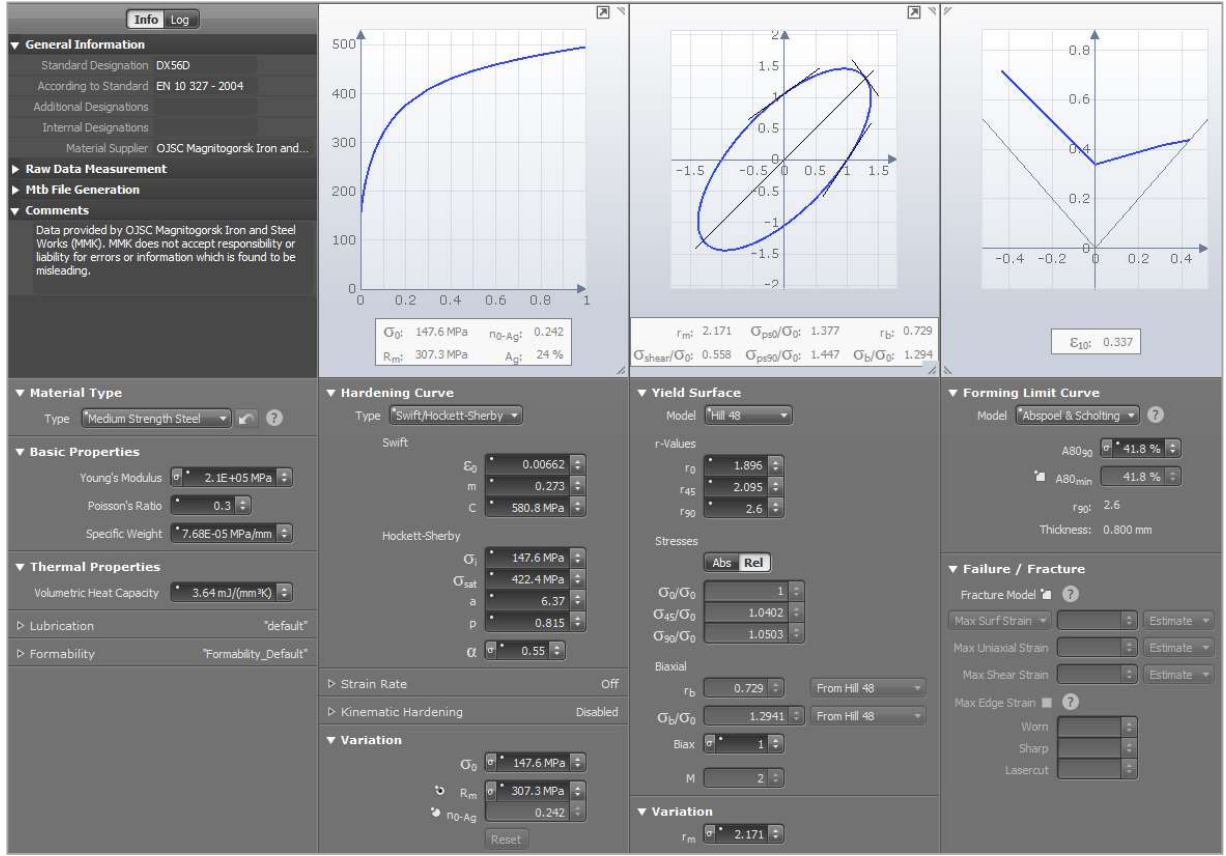 Info Log
General Information
Standard Designation DX56D
According to Standard EN 10 327 - 2004
Additional Designations
Internal Designations
Material Supplier OJSC Magnitogorsk Iron and...
Raw Data Measurement
Mtb File Generation
Comments
Data provided by OJSC Magnitogorsk Iron and Steel
Works (MMK). MMK does not accept responsibility or
liability for errors or information which is found to be
misleading.
500
400
300
200
100
0
0 0.2 0.4 0.6 0.8 1
σ0: 147.6 MPa n0-Ag: 0.242
Rm: 307.3 MPa Ag: 24 %
2
1.5
1
0.5
0
-1.5 -1 -0.5 0 0.5 1 1.5
-0.5
-1
-1.5
-2
rm: 2.171 σps0/σ0: 1.377 rb: 0.729
σshear/σ0: 0.558 σps90/σ0: 1.447 σb/σ0: 1.294
0.8
0.6
0.4
0.2
0
-0.4 -0.2 0 0.2 0.4
ε10: 0.337
Material Type
Type Medium Strength Steel ?
Basic Properties
Young's Modulus σ 2.1E+05 MPa
Poisson's Ratio 0.3
Specific Weight 7.68E-05 MPa/mm
Thermal Properties
Volumetric Heat Capacity 3.64 mJ/(mm³K)
Lubrication "default"
Formability "Formability_Default"
Hardening Curve
Type Swift/Hockett-Sherby
Swift
ε0 0.00662
m 0.273
C 580.8 MPa
Hockett-Sherby
σi 147.6 MPa
σsat 422.4 MPa
a 6.37
p 0.815
α σ 0.55
Strain Rate Off
Kinematic Hardening Disabled
Variation
σ0 σ 147.6 MPa
Rm σ 307.3 MPa
n0-Ag 0.242
Reset
Yield Surface
Model Hill 48
r-Values
r0 1.896
r45 2.095
r90 2.6
Stresses
Abs Rel
σ0/σ0 1
σ45/σ0 1.0402
σ90/σ0 1.0503
Biaxial
rb 0.729 From Hill 48
σb/σ0 1.2941 From Hill 48
Biax σ 1
M 2
Variation
rm σ 2.171
Forming Limit Curve
Model Abspoel & Scholting ?
A8090 σ 41.8 %
A80min 41.8 %
r90: 2.6
Thickness: 0.800 mm
Failure / Fracture
Fracture Model ?
Max Surf Strain Estimate
Max Uniaxial Strain Estimate
Max Shear Strain Estimate
Max Edge Strain ?
Worn
Sharp
Lasercut